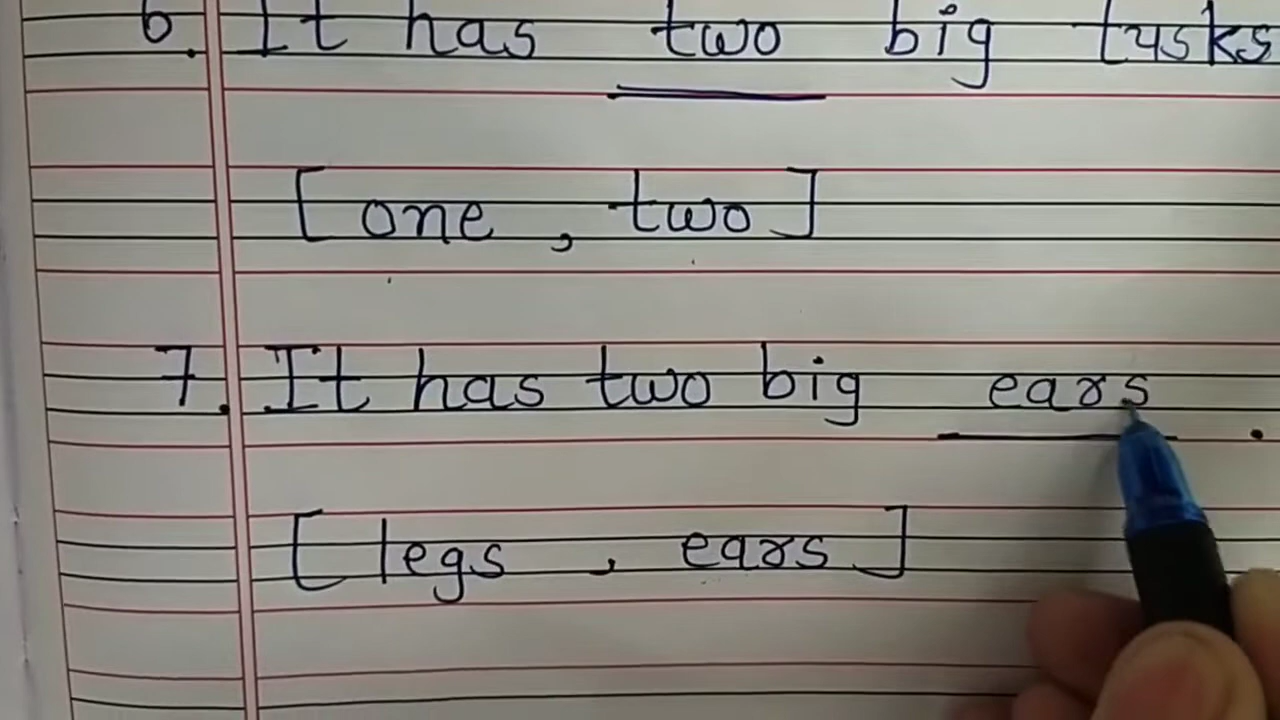 6. It has two big tusks
[ one , two ]
7. It has two big ears .
[ legs , ears ]